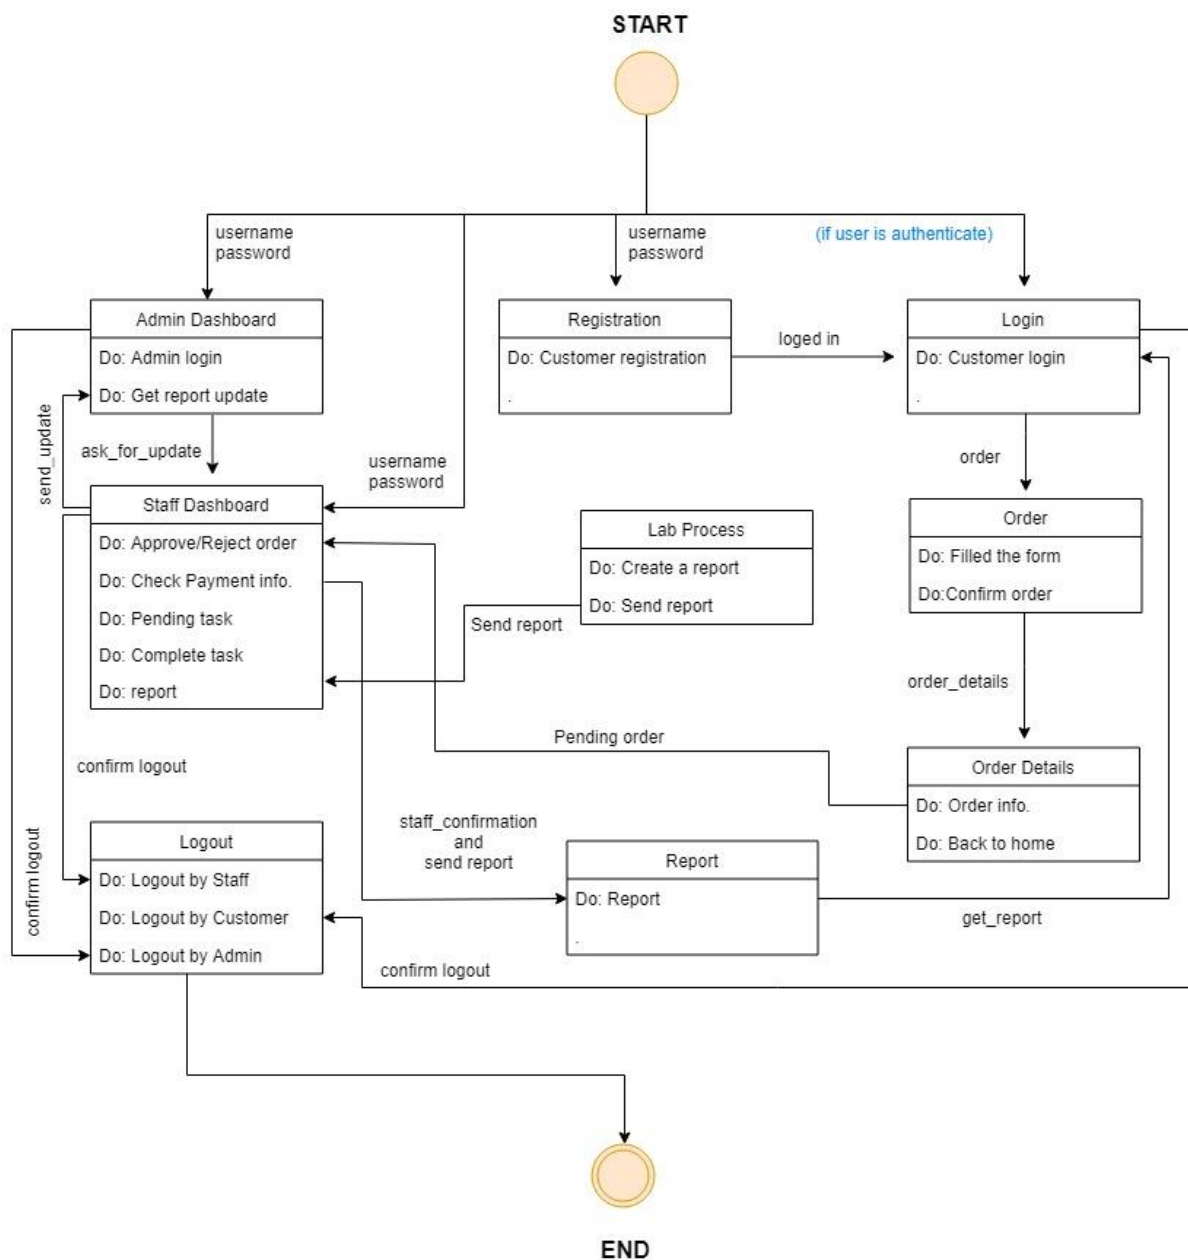 START
username
password
username
password
(if user is authenticate)
Admin Dashboard
Do: Admin login
Do: Get report update
Registration
Do: Customer registration
.
loged in
Login
Do: Customer login
.
send_update
ask_for_update
username
password
order
Staff Dashboard
Do: Approve/Reject order
Do: Check Payment info.
Do: Pending task
Do: Complete task
Do: report
Lab Process
Do: Create a report
Do: Send report
Send report
Order
Do: Filled the form
Do:Confirm order
order_details
Pending order
Order Details
Do: Order info.
Do: Back to home
confirm logout
confirm logout
Logout
Do: Logout by Staff
Do: Logout by Customer
Do: Logout by Admin
staff_confirmation
and
send report
Report
Do: Report
.
get_report
confirm logout
END